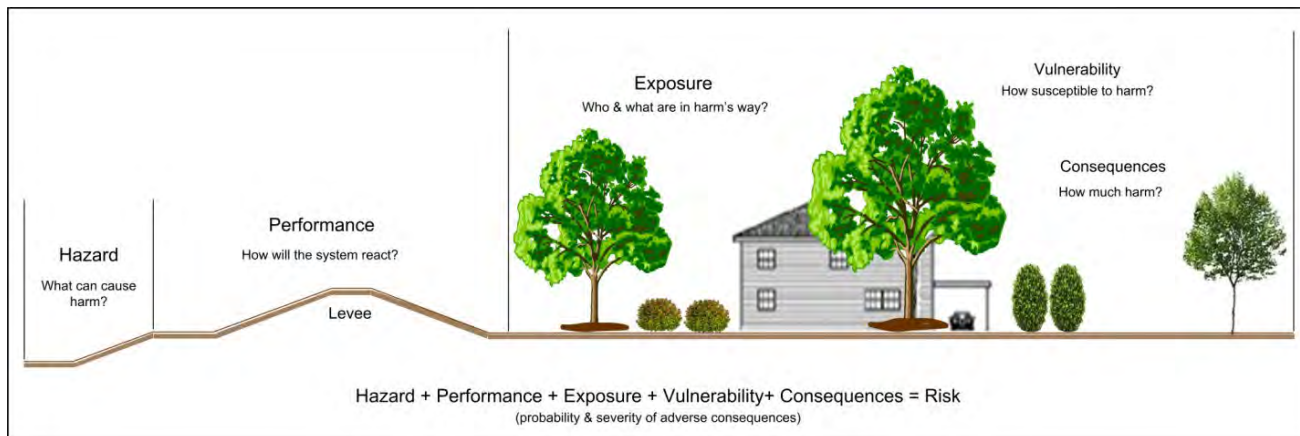 Hazard
What can cause
harm?
Performance
How will the system react?
Levee
Exposure
Who & what are in harm's way?
Vulnerability
How susceptible to harm?
Consequences
How much harm?
Hazard + Performance + Exposure + Vulnerability+ Consequences = Risk
(probability & severity of adverse consequences)